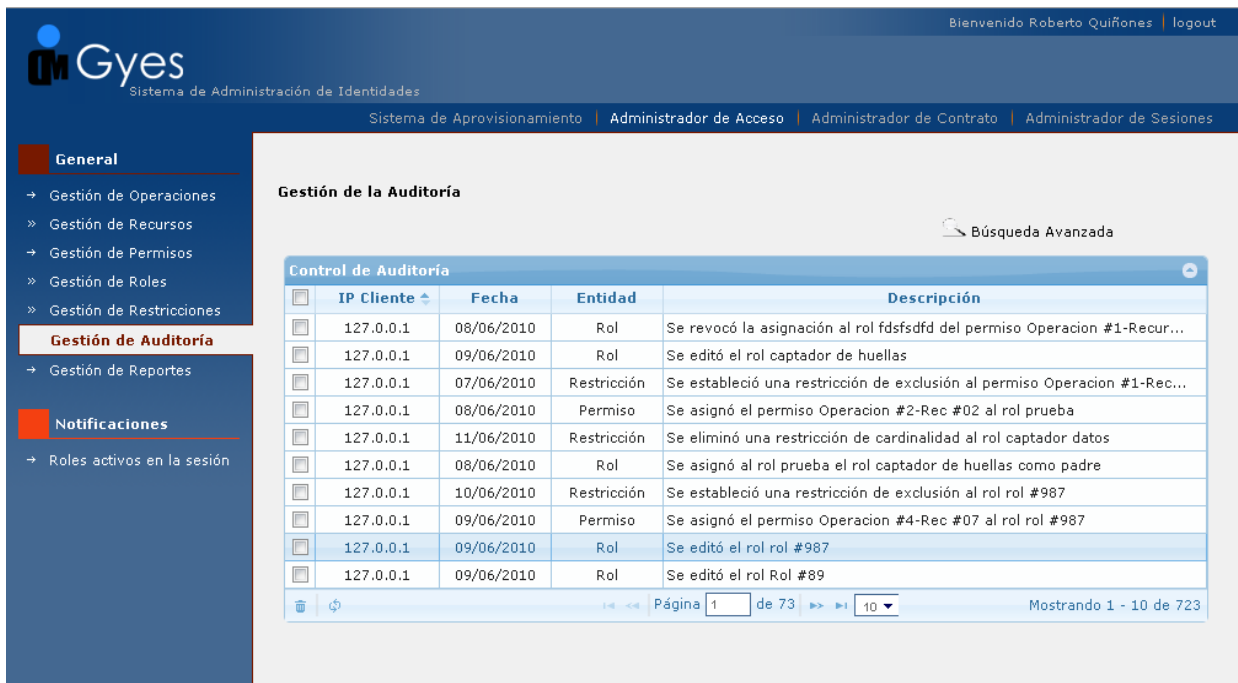 Bienvenido Roberto Quiñones | logout
Gyes
Sistema de Administración de Identidades
Sistema de Aprovisionamiento | Administrador de Acceso | Administrador de Contrato | Administrador de Sesiones
General
→ Gestión de Operaciones
» Gestión de Recursos
→ Gestión de Permisos
» Gestión de Roles
» Gestión de Restricciones
Gestión de Auditoría
→ Gestión de Reportes
Notificaciones
→ Roles activos en la sesión
Gestión de la Auditoría
Búsqueda Avanzada
Control de Auditoría
IP Cliente Fecha Entidad Descripción
127.0.0.1 08/06/2010 Rol Se revocó la asignación al rol fdsfsdfd del permiso Operacion #1-Recur...
127.0.0.1 09/06/2010 Rol Se editó el rol captador de huellas
127.0.0.1 07/06/2010 Restricción Se estableció una restricción de exclusión al permiso Operacion #1-Rec...
127.0.0.1 08/06/2010 Permiso Se asignó el permiso Operacion #2-Rec #02 al rol prueba
127.0.0.1 11/06/2010 Restricción Se eliminó una restricción de cardinalidad al rol captador datos
127.0.0.1 08/06/2010 Rol Se asignó al rol prueba el rol captador de huellas como padre
127.0.0.1 10/06/2010 Restricción Se estableció una restricción de exclusión al rol rol #987
127.0.0.1 09/06/2010 Permiso Se asignó el permiso Operacion #4-Rec #07 al rol rol #987
127.0.0.1 09/06/2010 Rol Se editó el rol rol #987
127.0.0.1 09/06/2010 Rol Se editó el rol Rol #89
Página 1 de 73 10 Mostrando 1 - 10 de 723